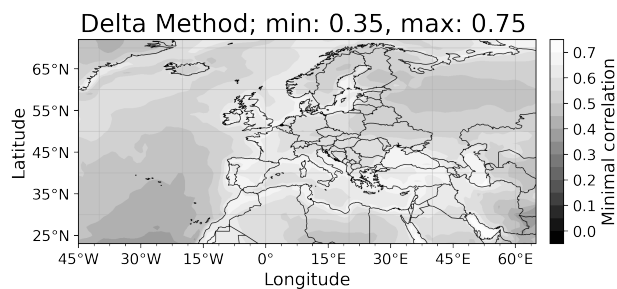 Delta Method; min: 0.35, max: 0.75
65°N
55°N
45°N
35°N
25°N
Latitude
45°W 30°W 15°W 0° 15°E 30°E 45°E 60°E
Longitude
0.7
0.6
0.5
0.4
0.3
0.2
0.1
0.0
Minimal correlation